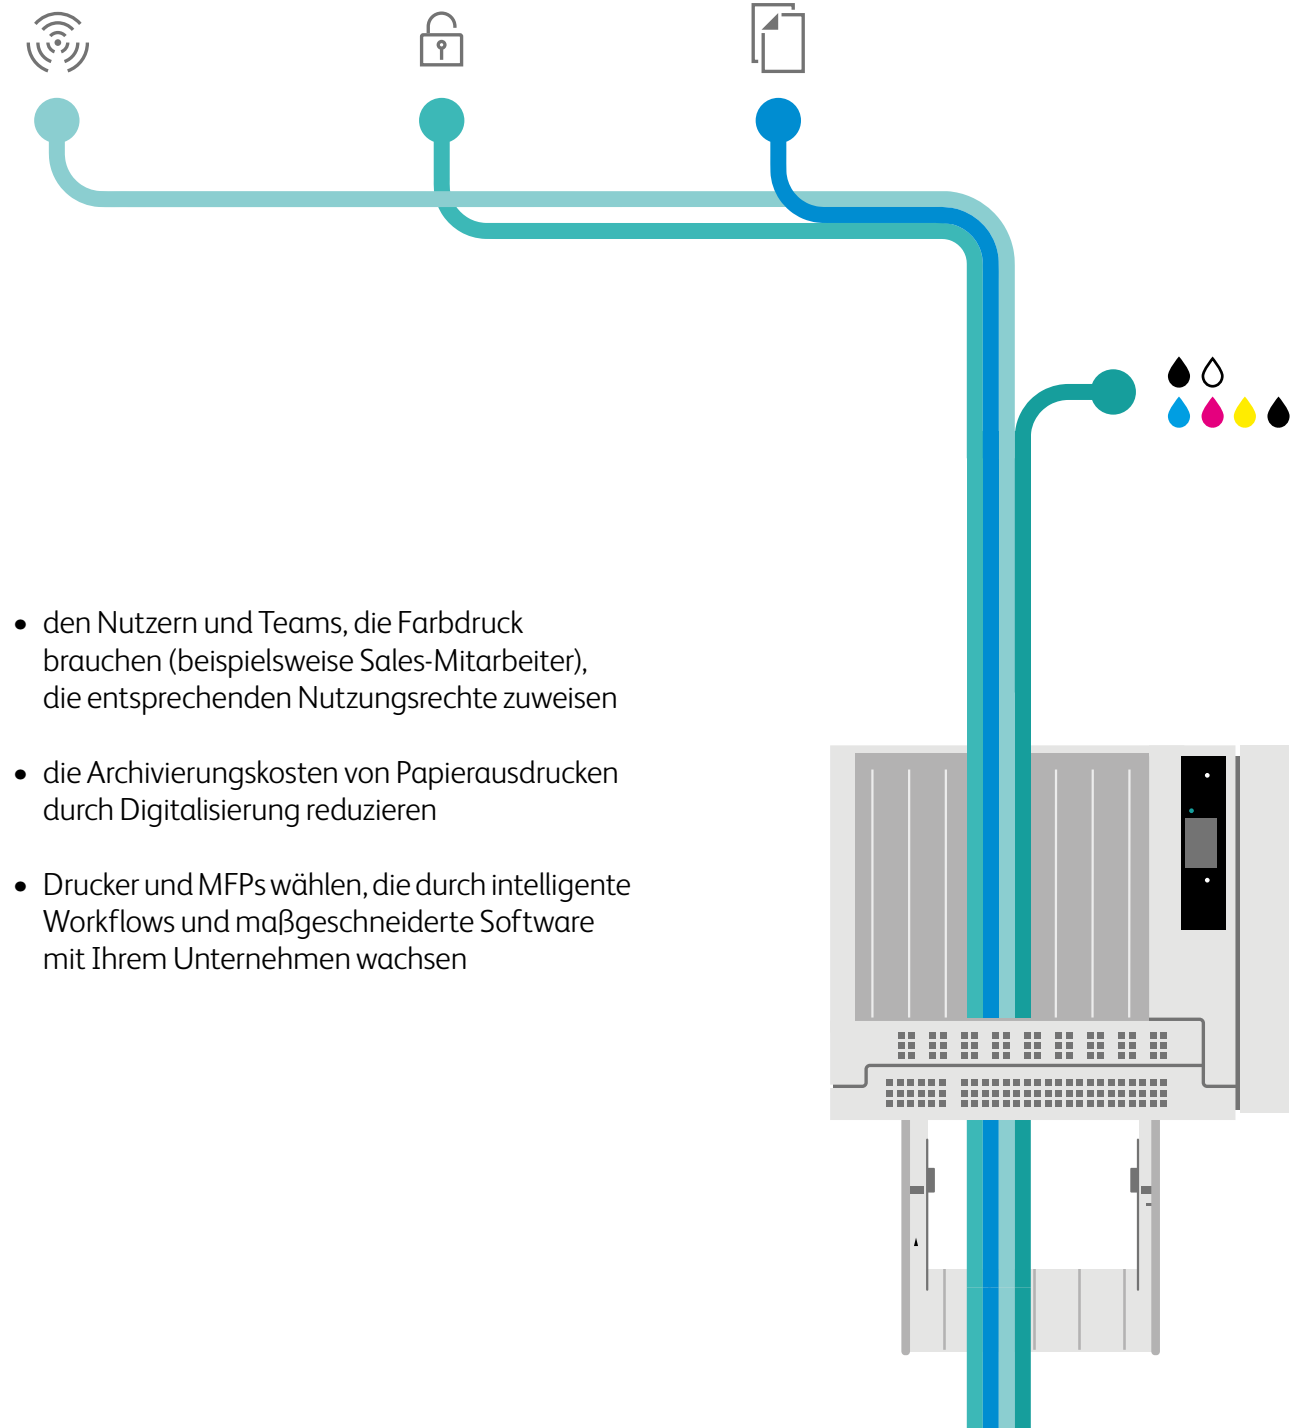 • den Nutzern und Teams, die Farbdruck
brauchen (beispielsweise Sales-Mitarbeiter),
die entsprechenden Nutzungsrechte zuweisen
• die Archivierungskosten von Papierausdrucken
durch Digitalisierung reduzieren
• Drucker und MFPs wählen, die durch intelligente
Workflows und maßgeschneiderte Software
mit Ihrem Unternehmen wachsen